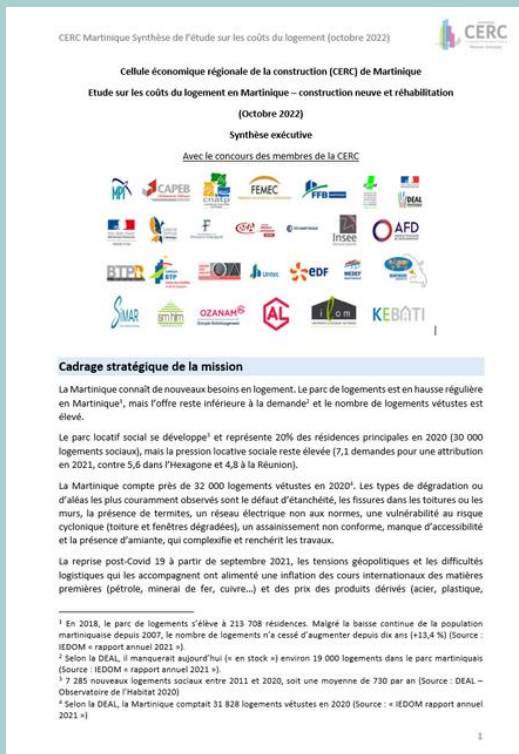 CERC Martinique Synthèse de l'étude sur les coûts du logement (octobre 2022)
CERC
Cellule économique régionale de la construction (CERC) de Martinique
Etude sur les coûts du logement en Martinique – construction neuve et réhabilitation
(Octobre 2022)
Synthèse exécutive
Avec le concours des membres de la CERC
MPI CAPEB cnatp FEMEC FFB DEAL
Insee AFD
BTPR BTP Unicec edf MEDEF
SIMAR smhlm OZANAM AL KEBATI
Cadrage stratégique de la mission
La Martinique connaît de nouveaux besoins en logement. Le parc de logements est en hausse régulière
en Martinique¹, mais l'offre reste inférieure à la demande² et le nombre de logements vétustes est
élevé.
Le parc locatif social se développe³ et représente 20% des résidences principales en 2020 (30 000
logements sociaux), mais la pression locative sociale reste élevée (7,1 demandes pour une attribution
en 2021, contre 5,6 dans l'Hexagone et 4,8 à la Réunion).
La Martinique compte près de 32 000 logements vétustes en 2020⁴. Les types de dégradation ou
d'aléas les plus couramment observés sont le défaut d'étanchéité, les fissures dans les toitures ou les
murs, la présence de termites, un réseau électrique non aux normes, une vulnérabilité au risque
cyclonique (toiture et fenêtres dégradées), un assainissement non conforme, manque d'accessibilité
et la présence d'amiante, qui complexifie et renchérit les travaux.
La reprise post-Covid 19 à partir de septembre 2021, les tensions géopolitiques et les difficultés
logistiques qui les accompagnent ont alimenté une inflation des cours internationaux des matières
premières (pétrole, minerai de fer, cuivre…) et des prix des produits dérivés (acier, plastique,
¹ En 2018, le parc de logements s'élève à 213 708 résidences. Malgré la baisse continue de la population
martiniquaise depuis 2007, le nombre de logements n'a cessé d'augmenter depuis dix ans (+13,4 %) (Source :
IEDOM « rapport annuel 2021 »).
² Selon la DEAL, il manquerait aujourd'hui (« en stock ») environ 19 000 logements dans le parc martiniquais
(Source : IEDOM « rapport annuel 2021 »).
³ 7 285 nouveaux logements sociaux entre 2011 et 2020, soit une moyenne de 730 par an (Source : DEAL –
Observatoire de l'Habitat 2020)
⁴ Selon la DEAL, la Martinique comptait 31 828 logements vétustes en 2020 (Source : « IEDOM rapport annuel
2021 »)
1